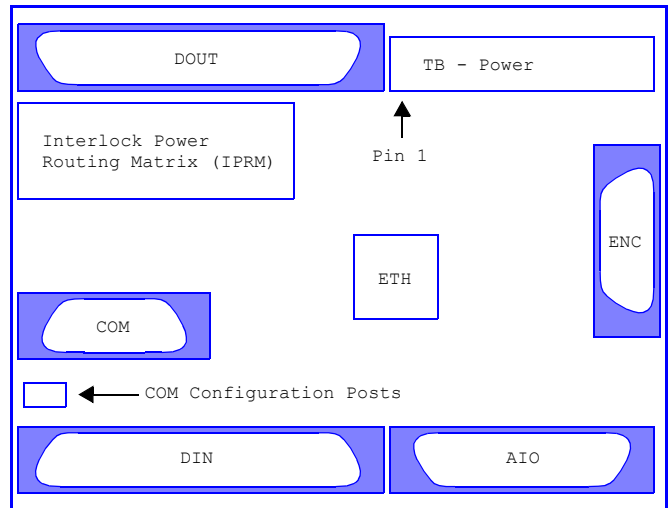 DOUT
TB - Power
Interlock Power
Routing Matrix (IPRM)
Pin 1
ENC
ETH
COM
COM Configuration Posts
DIN
AIO